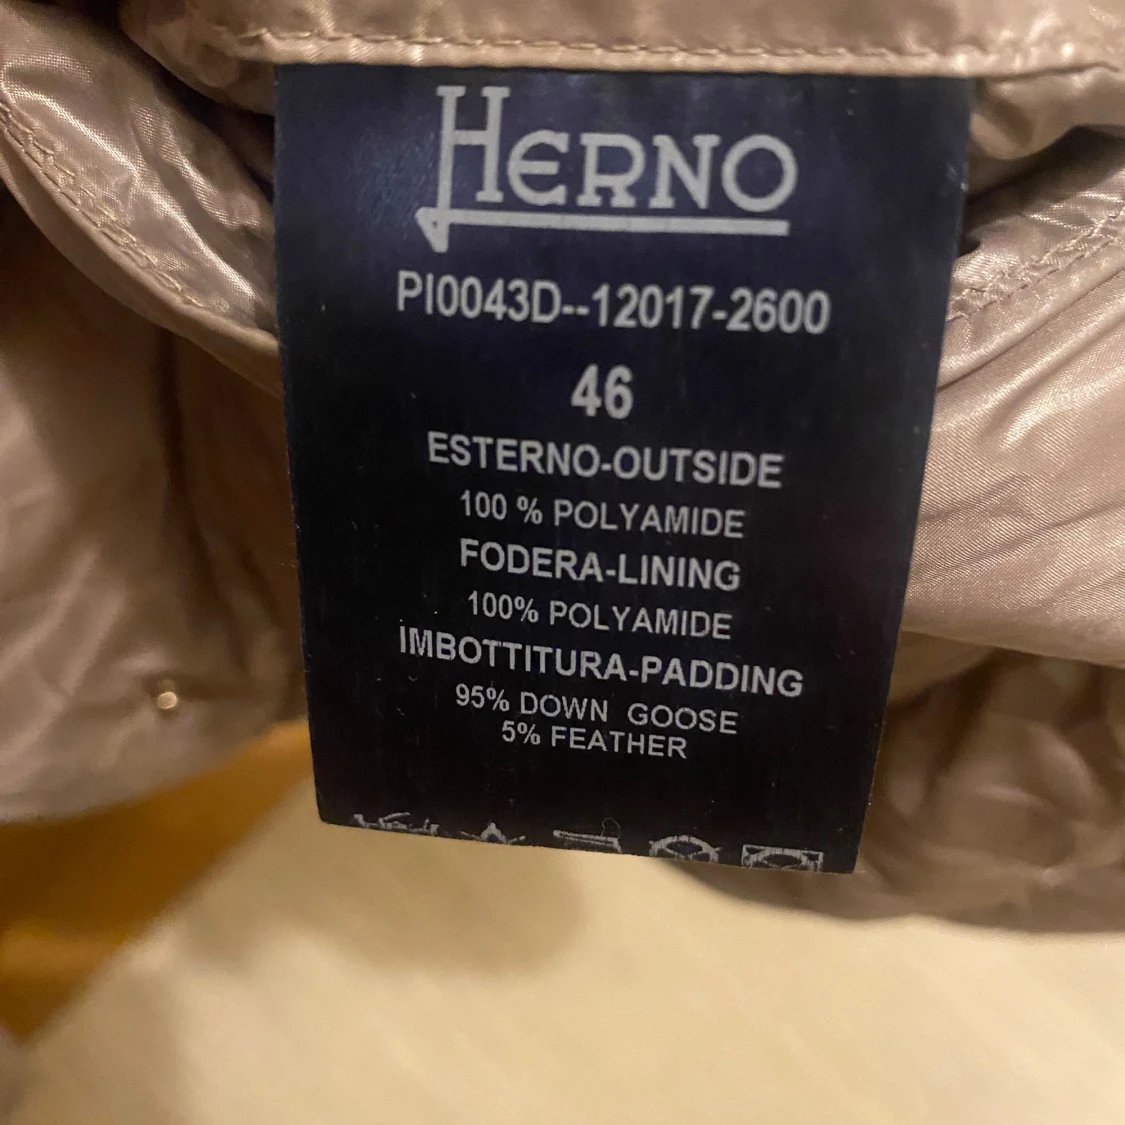 HERNO
PI0043D--12017-2600
46
ESTERNO-OUTSIDE
100 % POLYAMIDE
FODERA-LINING
100% POLYAMIDE
IMBOTTITURA-PADDING
95% DOWN GOOSE
5% FEATHER